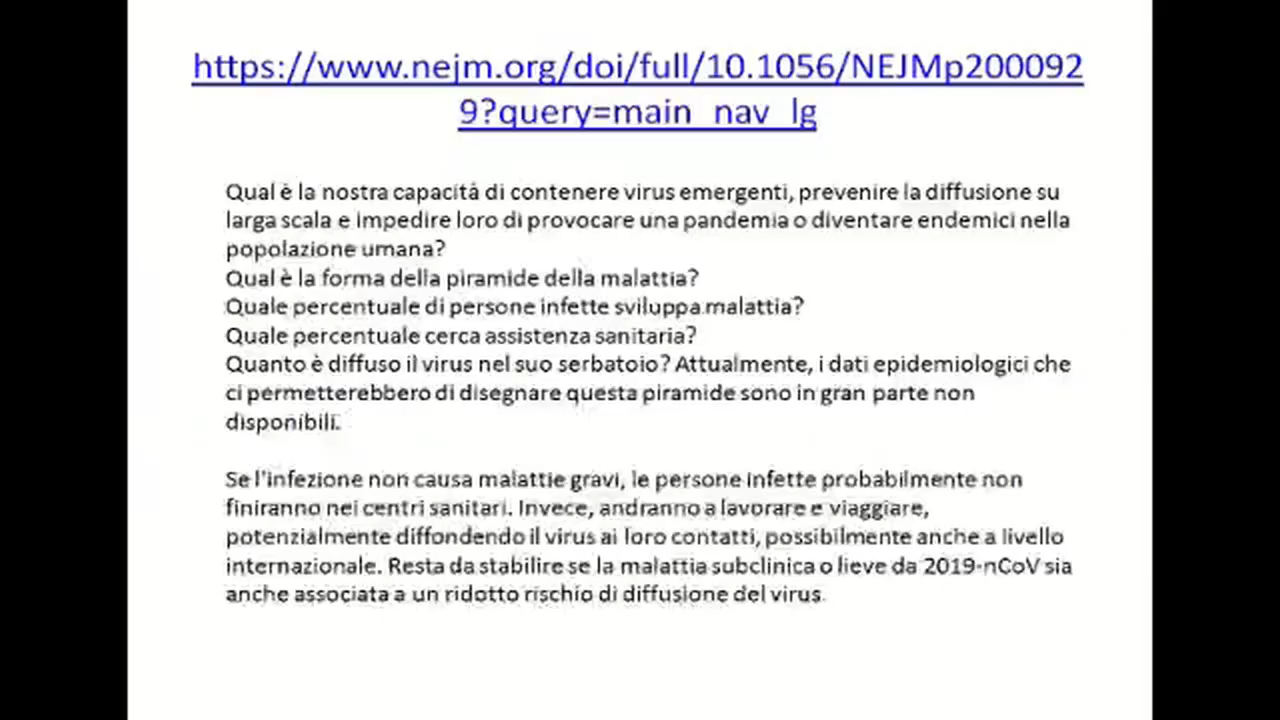 https://www.nejm.org/doi/full/10.1056/NEJMp200092
9?query=main_nav_lg
Qual è la nostra capacità di contenere virus emergenti, prevenire la diffusione su
larga scala e impedire loro di provocare una pandemia o diventare endemici nella
popolazione umana?
Qual è la forma della piramide della malattia?
Quale percentuale di persone infette sviluppa malattia?
Quale percentuale cerca assistenza sanitaria?
Quanto è diffuso il virus nel suo serbatoio? Attualmente, i dati epidemiologici che
ci permetterebbero di disegnare questa piramide sono in gran parte non
disponibili.
Se l'infezione non causa malattie gravi, le persone infette probabilmente non
finiranno nei centri sanitari. Invece, andranno a lavorare e viaggiare,
potenzialmente diffondendo il virus ai loro contatti, possibilmente anche a livello
internazionale. Resta da stabilire se la malattia subclinica o lieve da 2019-nCoV sia
anche associata a un ridotto rischio di diffusione del virus.